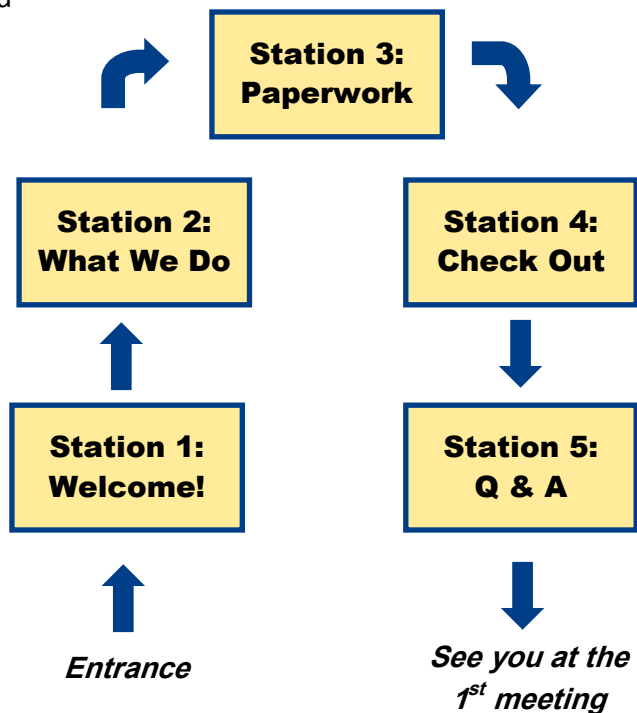 Station 3:
Paperwork
Station 2:
What We Do
Station 4:
Check Out
Station 1:
Welcome!
Station 5:
Q & A
Entrance
See you at the
1st meeting